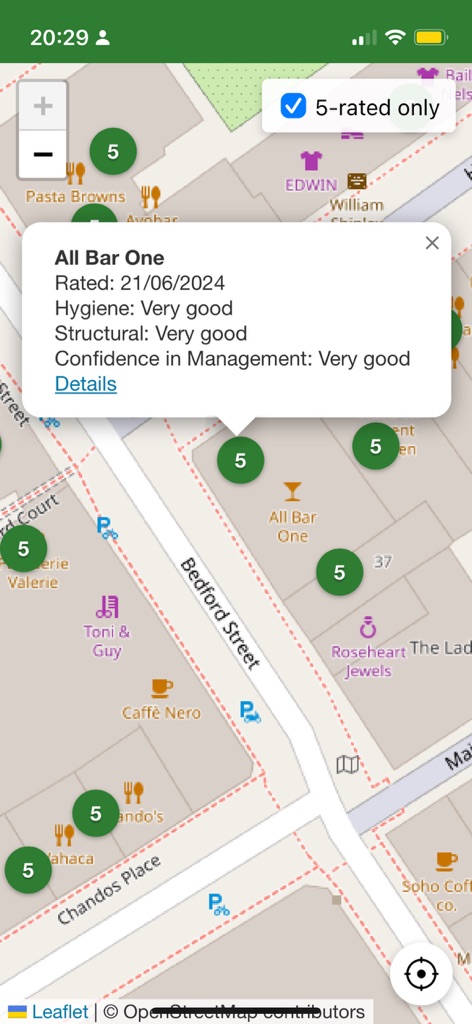 20:29
5-rated only
+
−
5
Pasta Browns
EDWIN
William
All Bar One
Rated: 21/06/2024
Hygiene: Very good
Structural: Very good
Confidence in Management: Very good
Details
×
5
5
5
5
All Bar
One
37
Valerie
Bedford Street
Toni &
Guy
Roseheart
Jewels
The Lad
Caffè Nero
P
P
P
5
ando's
5
ahaca
Chandos Place
Mai
Soho Coff
co.
Leaflet | © OpenStreetMap contributors